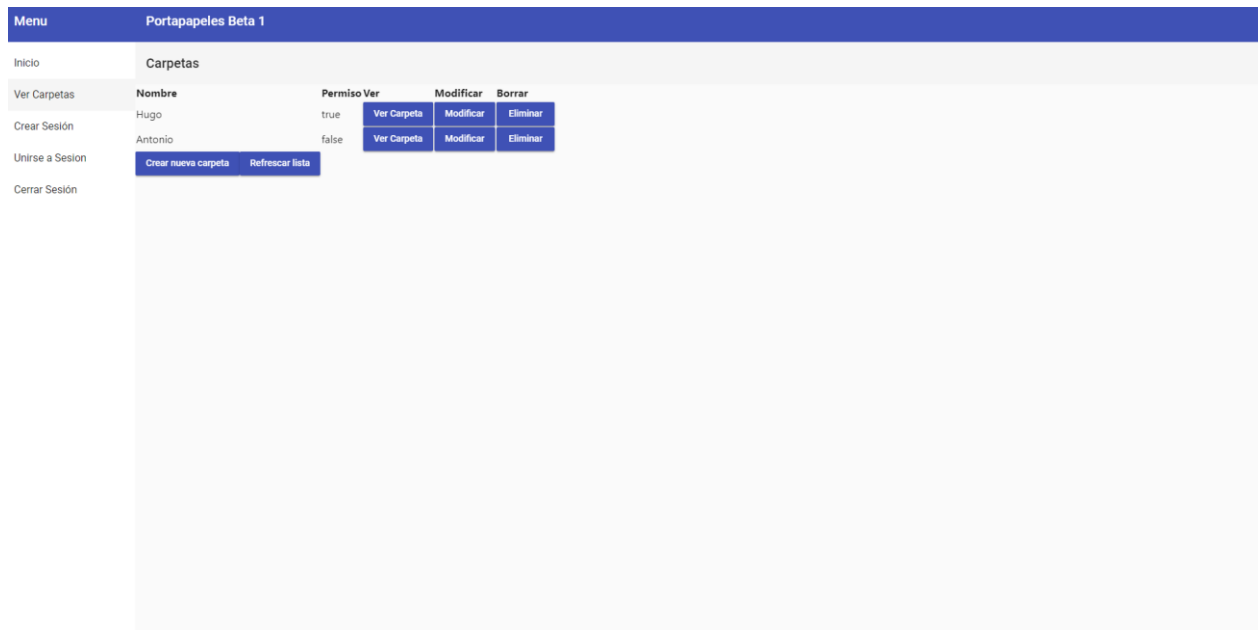 Menu Portapapeles Beta 1
Inicio
Ver Carpetas
Crear Sesión
Unirse a Sesion
Cerrar Sesión
Carpetas
Nombre Permiso Ver Modificar Borrar
Hugo true Ver Carpeta Modificar Eliminar
Antonio false Ver Carpeta Modificar Eliminar
Crear nueva carpeta Refrescar lista